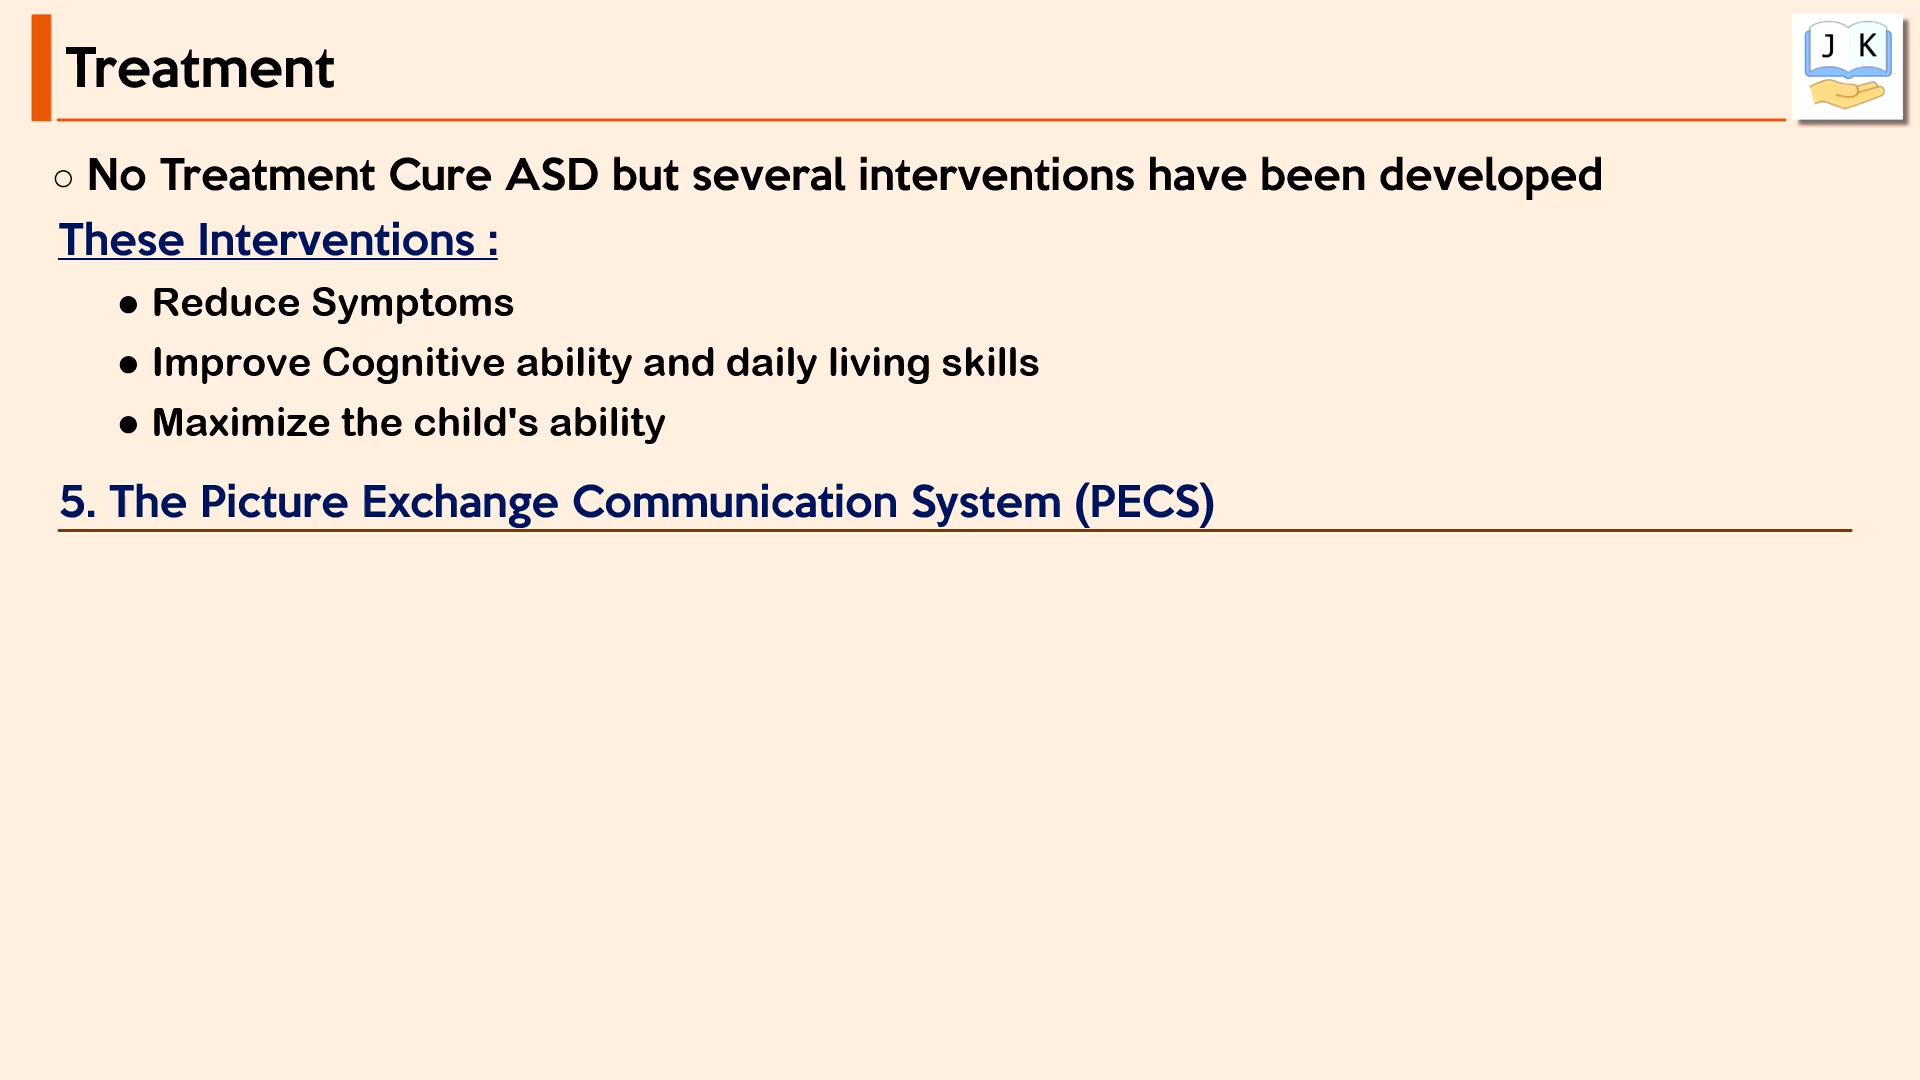 Treatment
J K
○ No Treatment Cure ASD but several interventions have been developed
These Interventions :
● Reduce Symptoms
● Improve Cognitive ability and daily living skills
● Maximize the child's ability
5. The Picture Exchange Communication System (PECS)